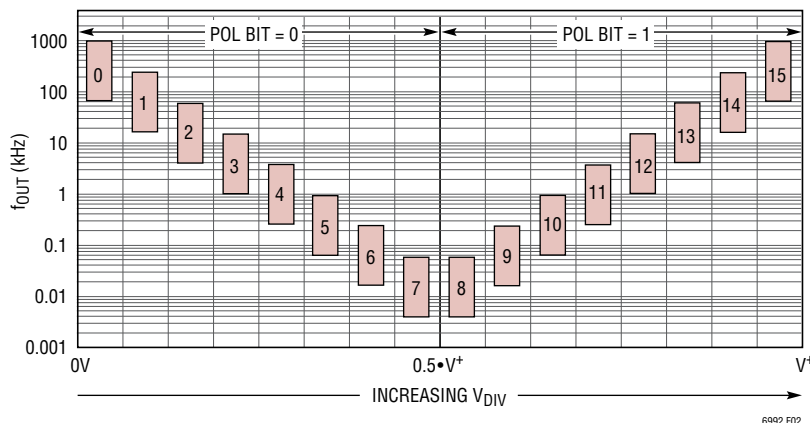 POL BIT = 0
POL BIT = 1
fOUT (kHz)
1000
100
10
1
0.1
0.01
0.001
0
1
2
3
4
5
6
7
8
9
10
11
12
13
14
15
0V
0.5•V+
V+
INCREASING VDIV
6992 F02